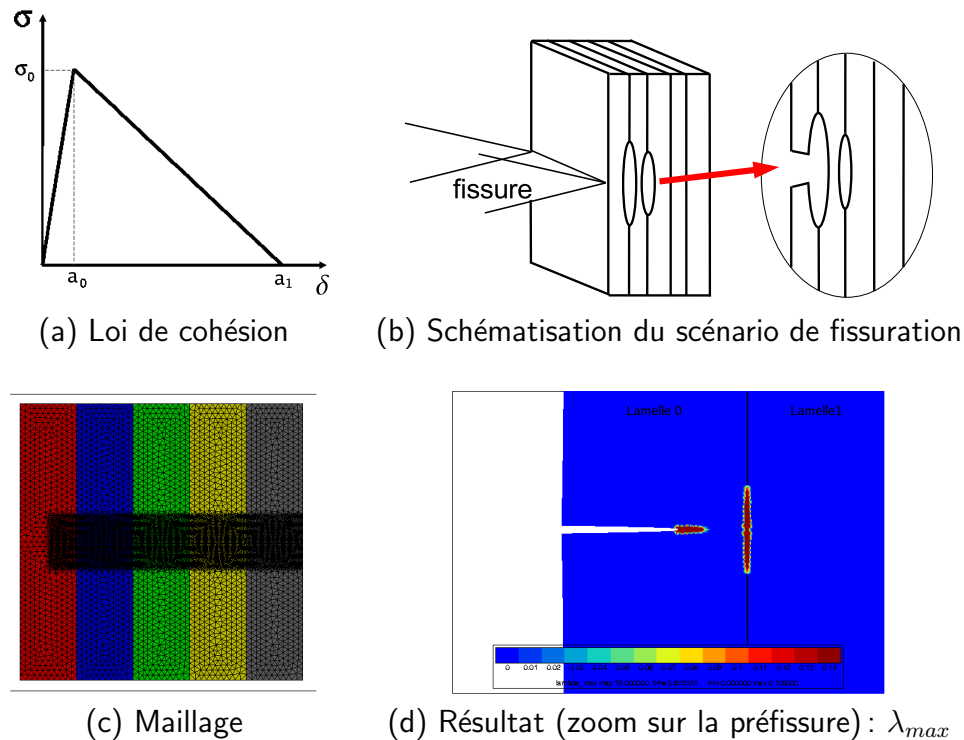 σ
σ₀
a₀
a₁
δ
(a) Loi de cohésion
fissure
(b) Schématisation du scénario de fissuration
(c) Maillage
Lamelle 0
Lamelle1
0 0.01 0.02
(d) Résultat (zoom sur la préfissure) : λmax